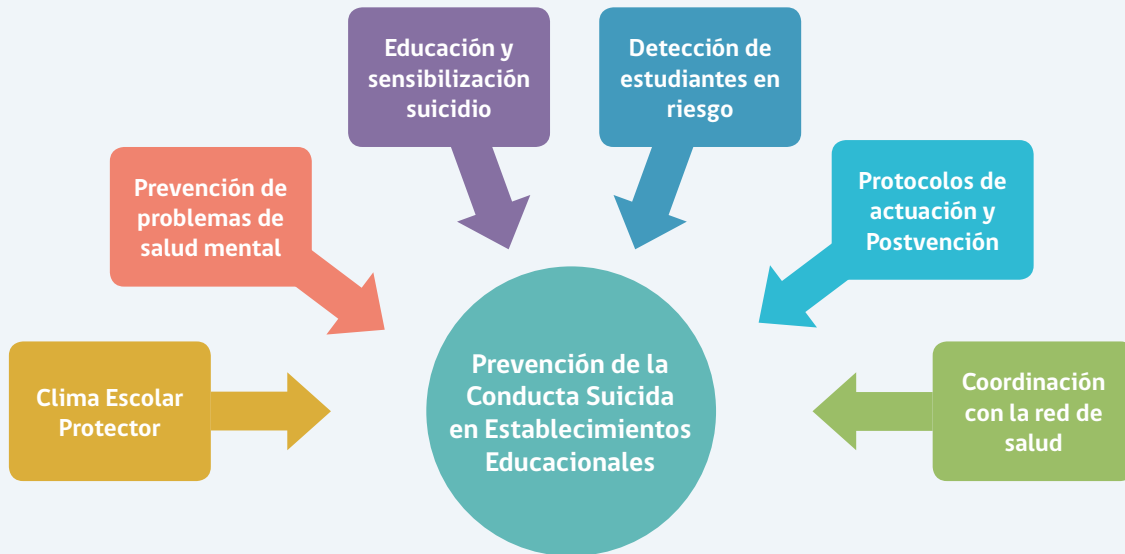 Educación y
sensibilización
suicidio
Detección de
estudiantes en
riesgo
Prevención de
problemas de
salud mental
Protocolos de
actuación y
Postvención
Clima Escolar
Protector
Prevención de la
Conducta Suicida
en Establecimientos
Educacionales
Coordinación
con la red de
salud